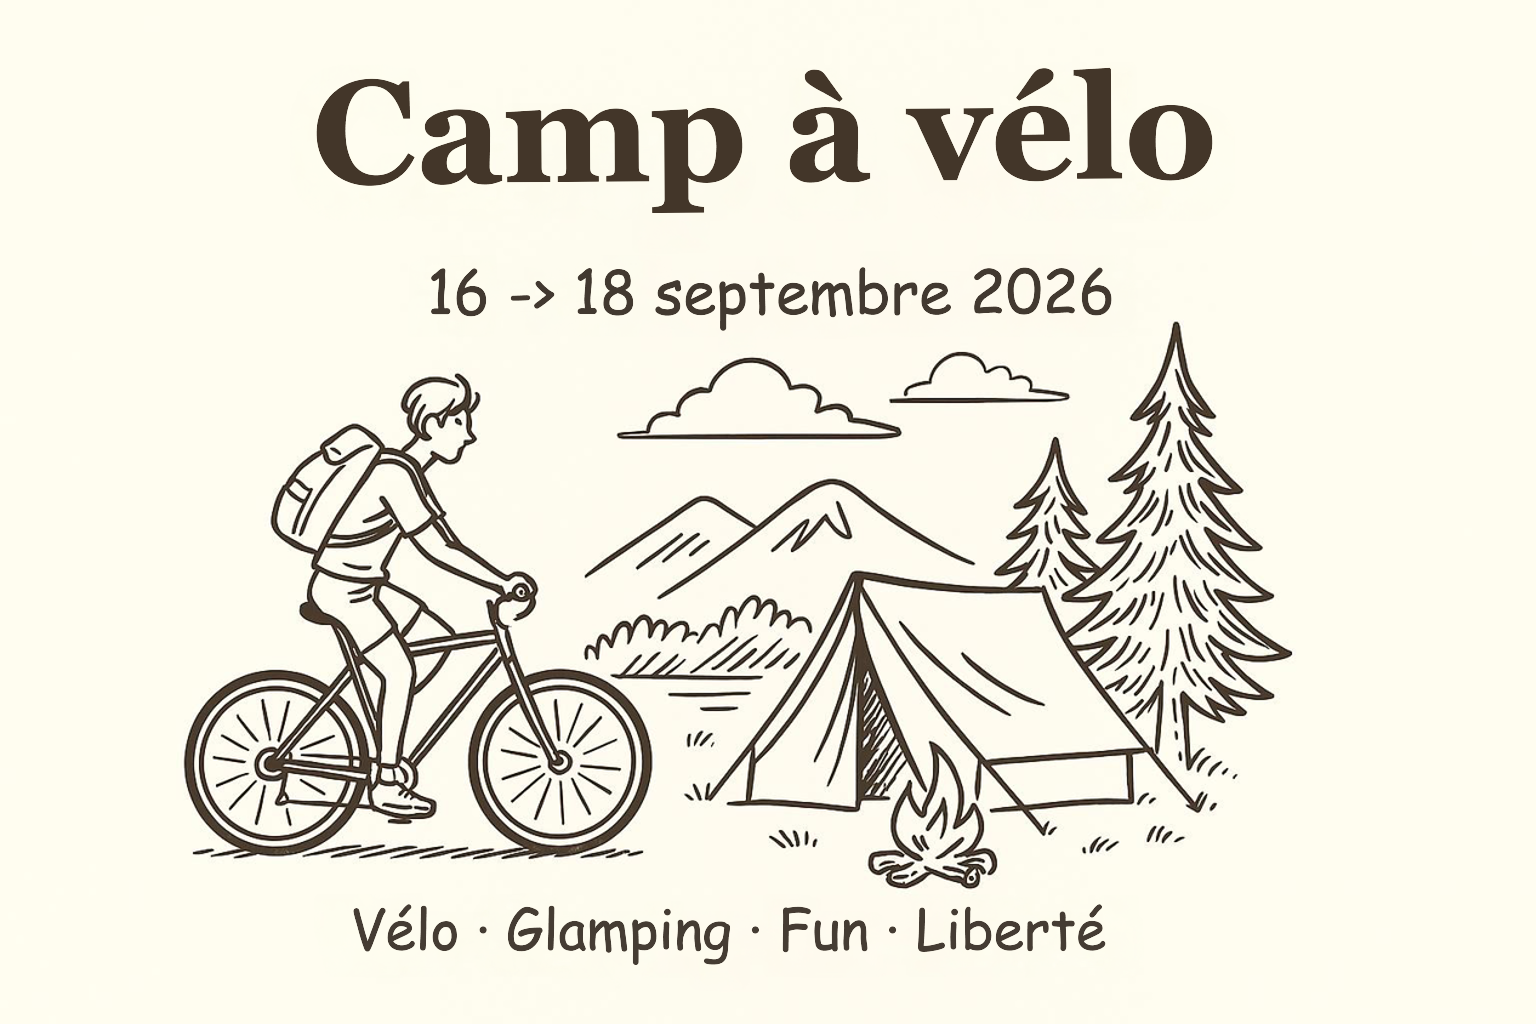 Camp à vélo
16 -> 18 septembre 2026
Vélo · Glamping · Fun · Liberté